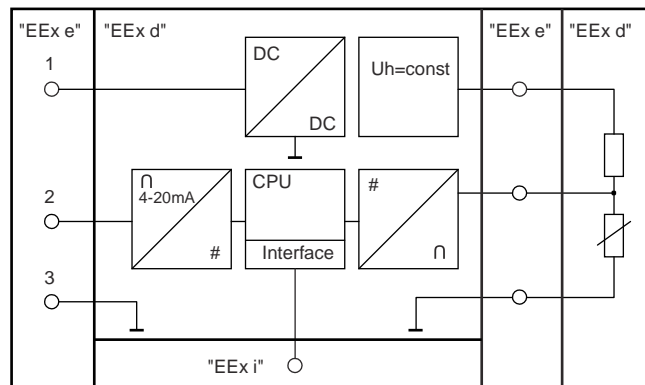 "EEx e"
"EEx d"
"EEx e"
"EEx d"
1
DC
DC
Uh=const
2
∩
4-20mA
#
CPU
Interface
#
∩
3
"EEx i"